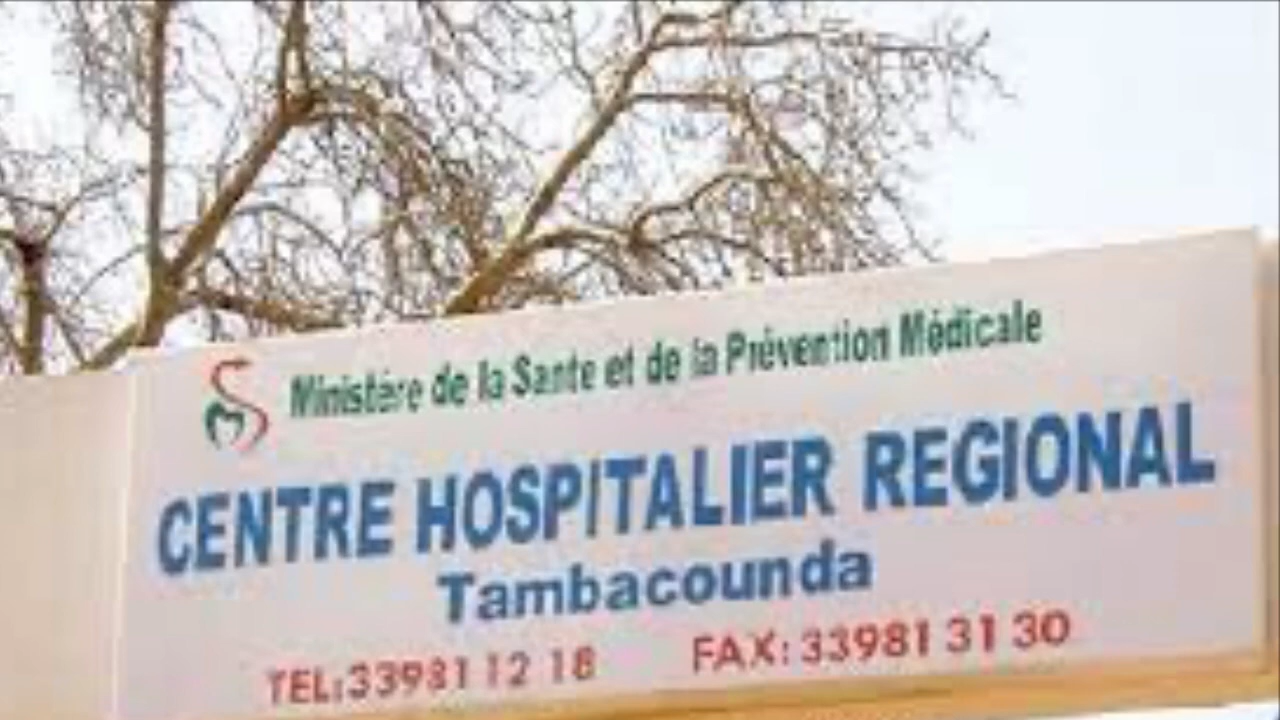 Ministère de la Sante et de la Prévention Médicale
CENTRE HOSPITALIER REGIONAL
Tambacounda
TEL:33981 12 18 FAX: 33981 31 30